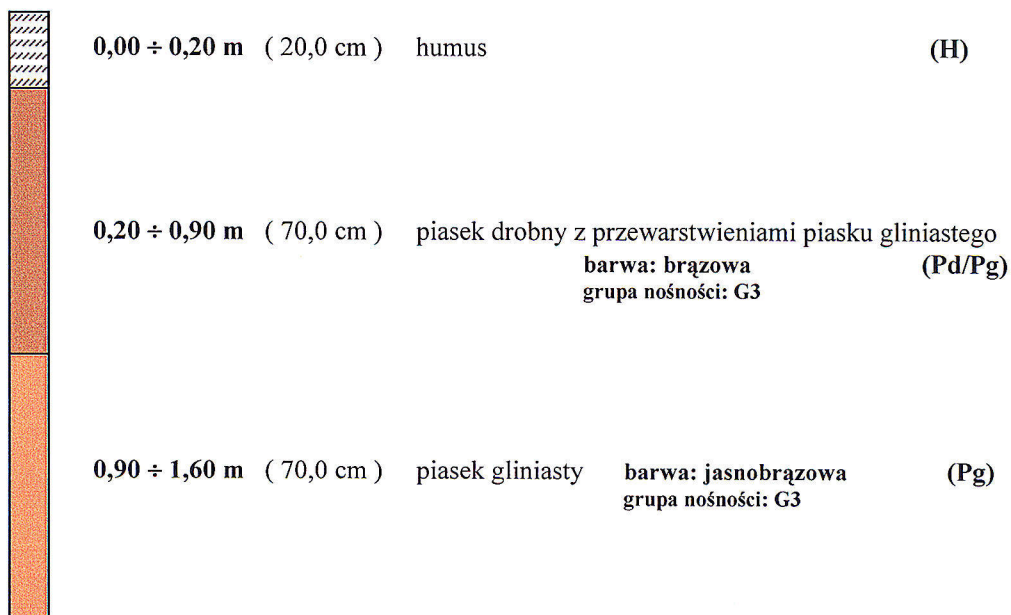 0,00 ÷ 0,20 m ( 20,0 cm ) humus (H)
0,20 ÷ 0,90 m ( 70,0 cm ) piasek drobny z przewarstwieniami piasku gliniastego
barwa: brązowa (Pd/Pg)
grupa nośności: G3
0,90 ÷ 1,60 m ( 70,0 cm ) piasek gliniasty barwa: jasnobrązowa (Pg)
grupa nośności: G3